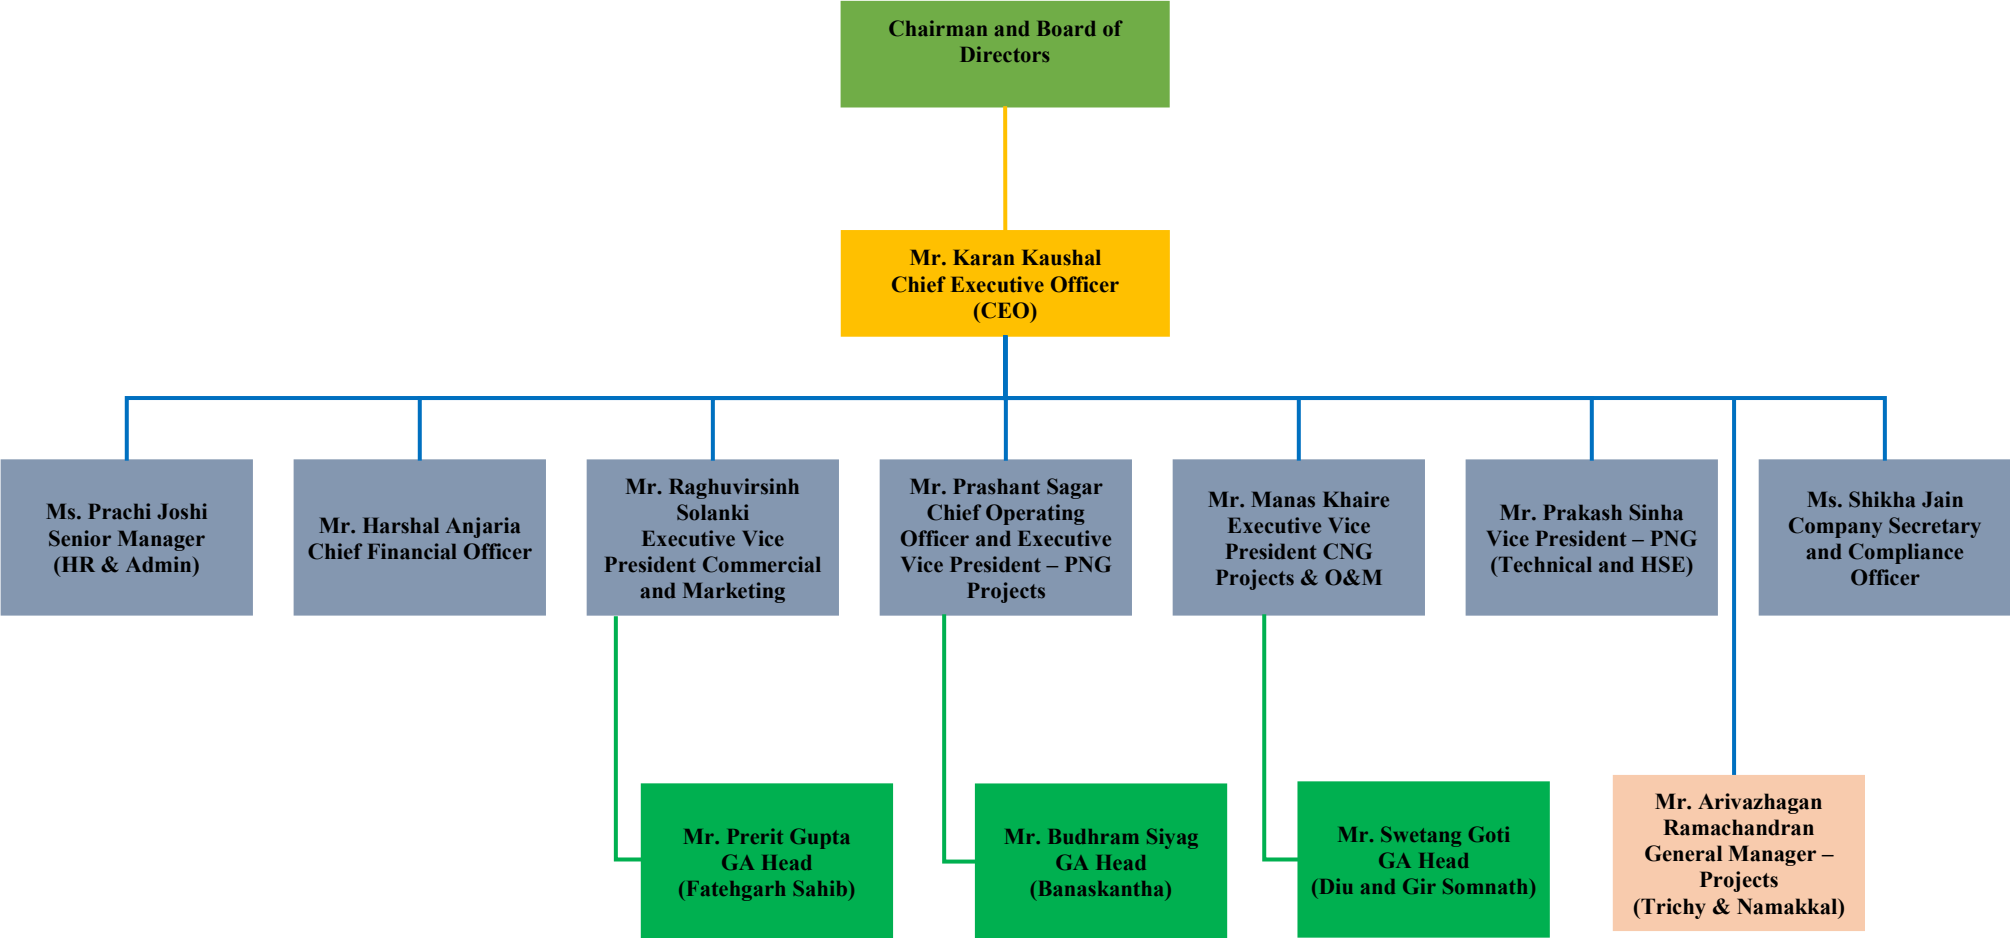 Chairman and Board of
Directors
Mr. Karan Kaushal
Chief Executive Officer
(CEO)
Ms. Prachi Joshi
Senior Manager
(HR & Admin)
Mr. Harshal Anjaria
Chief Financial Officer
Mr. Raghuvirsinh
Solanki
Executive Vice
President Commercial
and Marketing
Mr. Prashant Sagar
Chief Operating
Officer and Executive
Vice President – PNG
Projects
Mr. Manas Khaire
Executive Vice
President CNG
Projects & O&M
Mr. Prakash Sinha
Vice President – PNG
(Technical and HSE)
Ms. Shikha Jain
Company Secretary
and Compliance
Officer
Mr. Prerit Gupta
GA Head
(Fatehgarh Sahib)
Mr. Budhram Siyag
GA Head
(Banaskantha)
Mr. Swetang Goti
GA Head
(Diu and Gir Somnath)
Mr. Arivazhagan
Ramachandran
General Manager –
Projects
(Trichy & Namakkal)